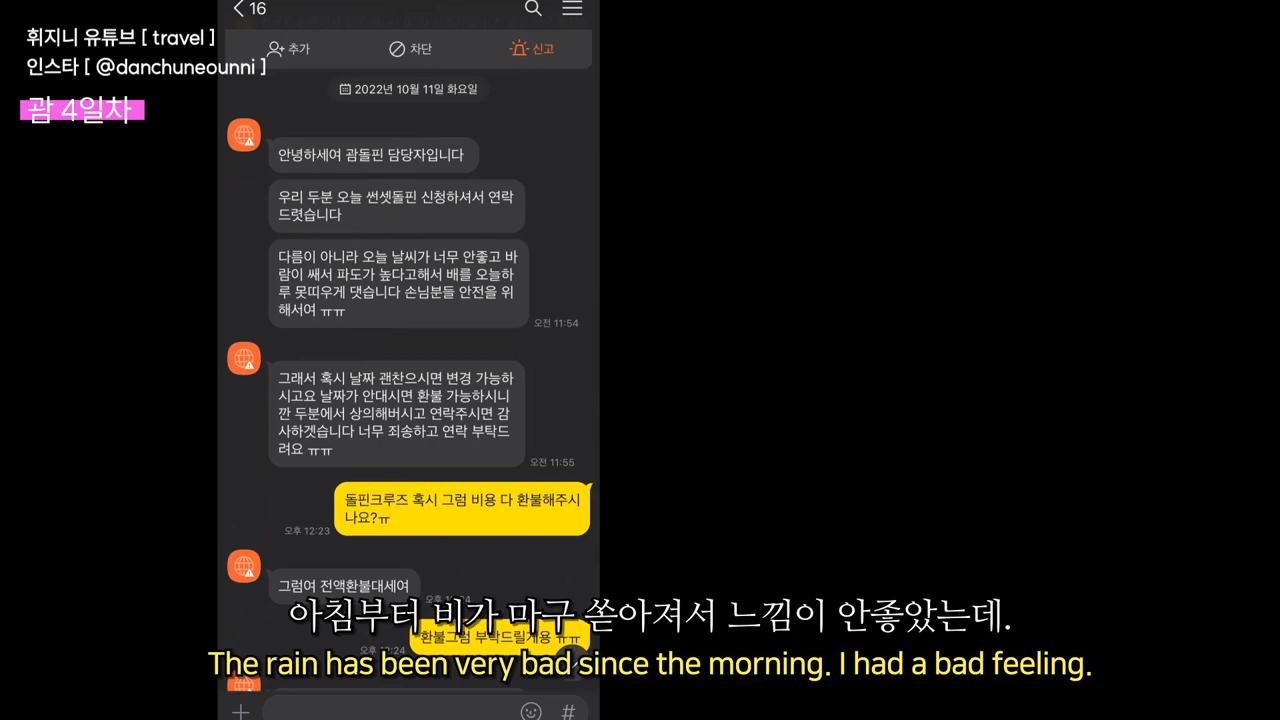 휘지니 유튜브 [ travel ]
인스타 [ @danchuneounni ]
괌 4일차
16
추가
차단
신고
2022년 10월 11일 화요일
안녕하세여 괌돌핀 담당자입니다
우리 두분 오늘 썬셋돌핀 신청하셔서 연락
드렷습니다
다름이 아니라 오늘 날씨가 너무 안좋고 바
람이 쌔서 파도가 높다고해서 배를 오늘하
루 못띠우게 댓습니다 손님분들 안전을 위
해서여 ㅠㅠ
오전 11:54
그래서 혹시 날짜 괜찬으시면 변경 가능하
시고요 날짜가 안대시면 환불 가능하시니
깐 두분에서 상의해버시고 연락주시면 감
사하겟습니다 너무 죄송하고 연락 부탁드
려요 ㅠㅠ
오전 11:55
돌핀크루즈 혹시 그럼 비용 다 환불해주시
나요?ㅠ
오후 12:23
그럼여 전액환불대세여
오후
환불그럼 부탁드릴게용 ㅠㅠ
12:24
아침부터 비가 마구 쏟아져서 느낌이 안좋았는데.
The rain has been very bad since the morning. I had a bad feeling.